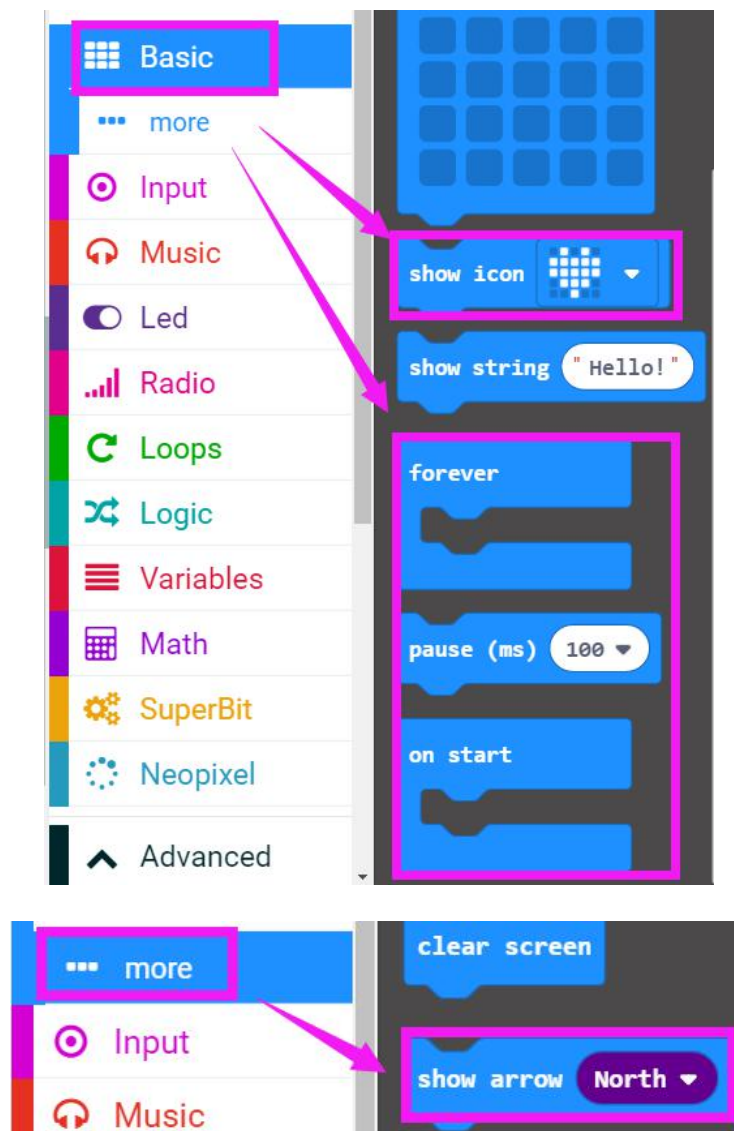 Basic
more
Input
Music
Led
Radio
Loops
Logic
Variables
Math
SuperBit
Neopixel
Advanced
show icon
show string "Hello!"
forever
pause (ms) 100
on start
more
Input
Music
clear screen
show arrow North